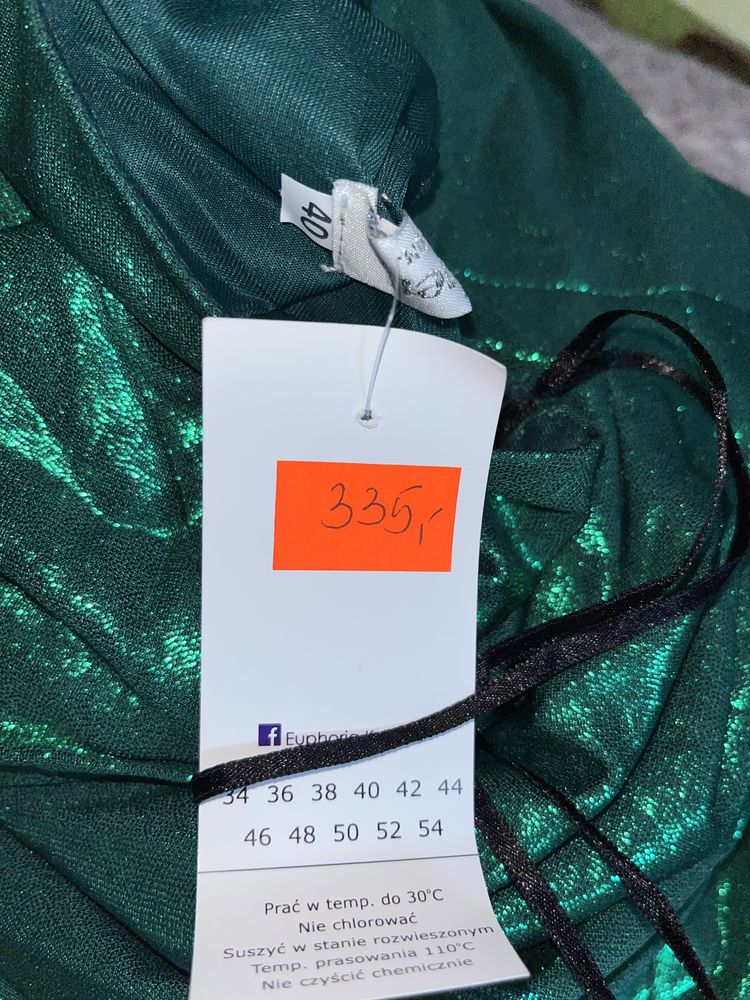 40
335,-
f Euphoria
34 36 38 40 42 44
46 48 50 52 54
Prać w temp. do 30°C
Nie chlorować
Suszyć w stanie rozwieszonym
Temp. prasowania 110°C
Nie czyścić chemicznie